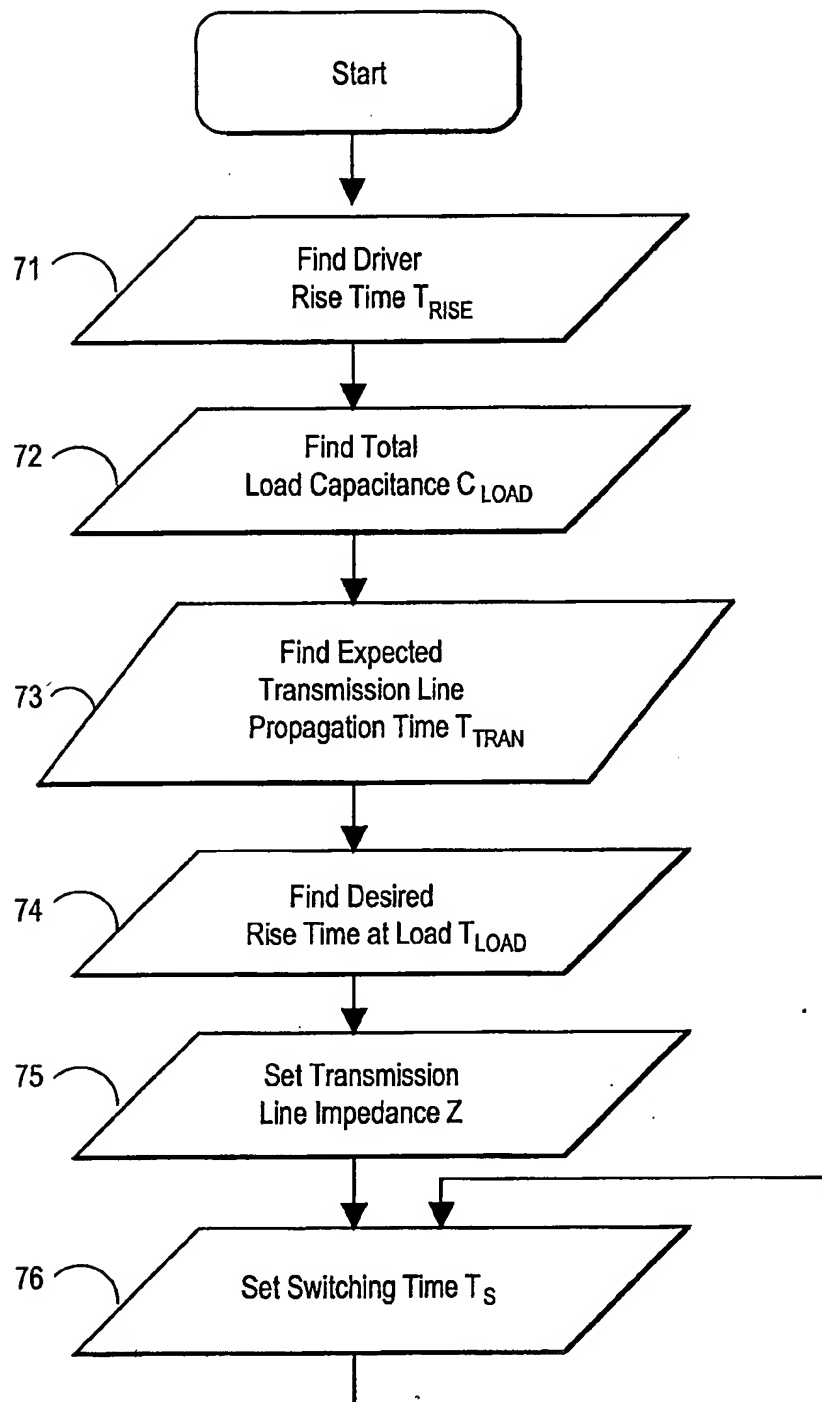 Start
71
Find Driver
Rise Time T_RISE
72
Find Total
Load Capacitance C_LOAD
73
Find Expected
Transmission Line
Propagation Time T_TRAN
74
Find Desired
Rise Time at Load T_LOAD
75
Set Transmission
Line Impedance Z
76
Set Switching Time T_S